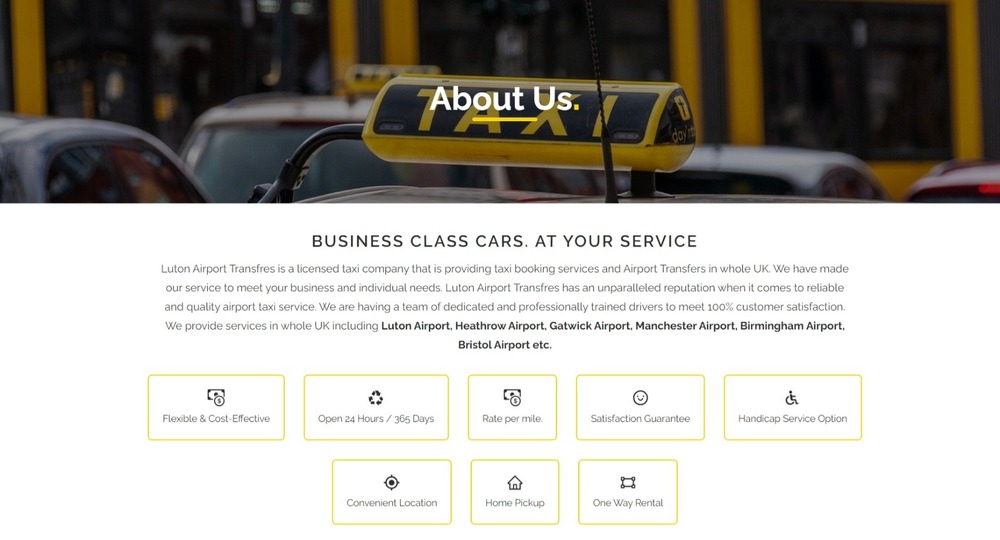 TAXI
About Us.
BUSINESS CLASS CARS. AT YOUR SERVICE
Luton Airport Transfres is a licensed taxi company that is providing taxi booking services and Airport Transfers in whole UK. We have made
our service to meet your business and individual needs. Luton Airport Transfres has an unparalleled reputation when it comes to reliable
and quality airport taxi service. We are having a team of dedicated and professionally trained drivers to meet 100% customer satisfaction.
We provide services in whole UK including Luton Airport, Heathrow Airport, Gatwick Airport, Manchester Airport, Birmingham Airport,
Bristol Airport etc.
Flexible & Cost-Effective
Open 24 Hours / 365 Days
Rate per mile.
Satisfaction Guarantee
Handicap Service Option
Convenient Location
Home Pickup
One Way Rental